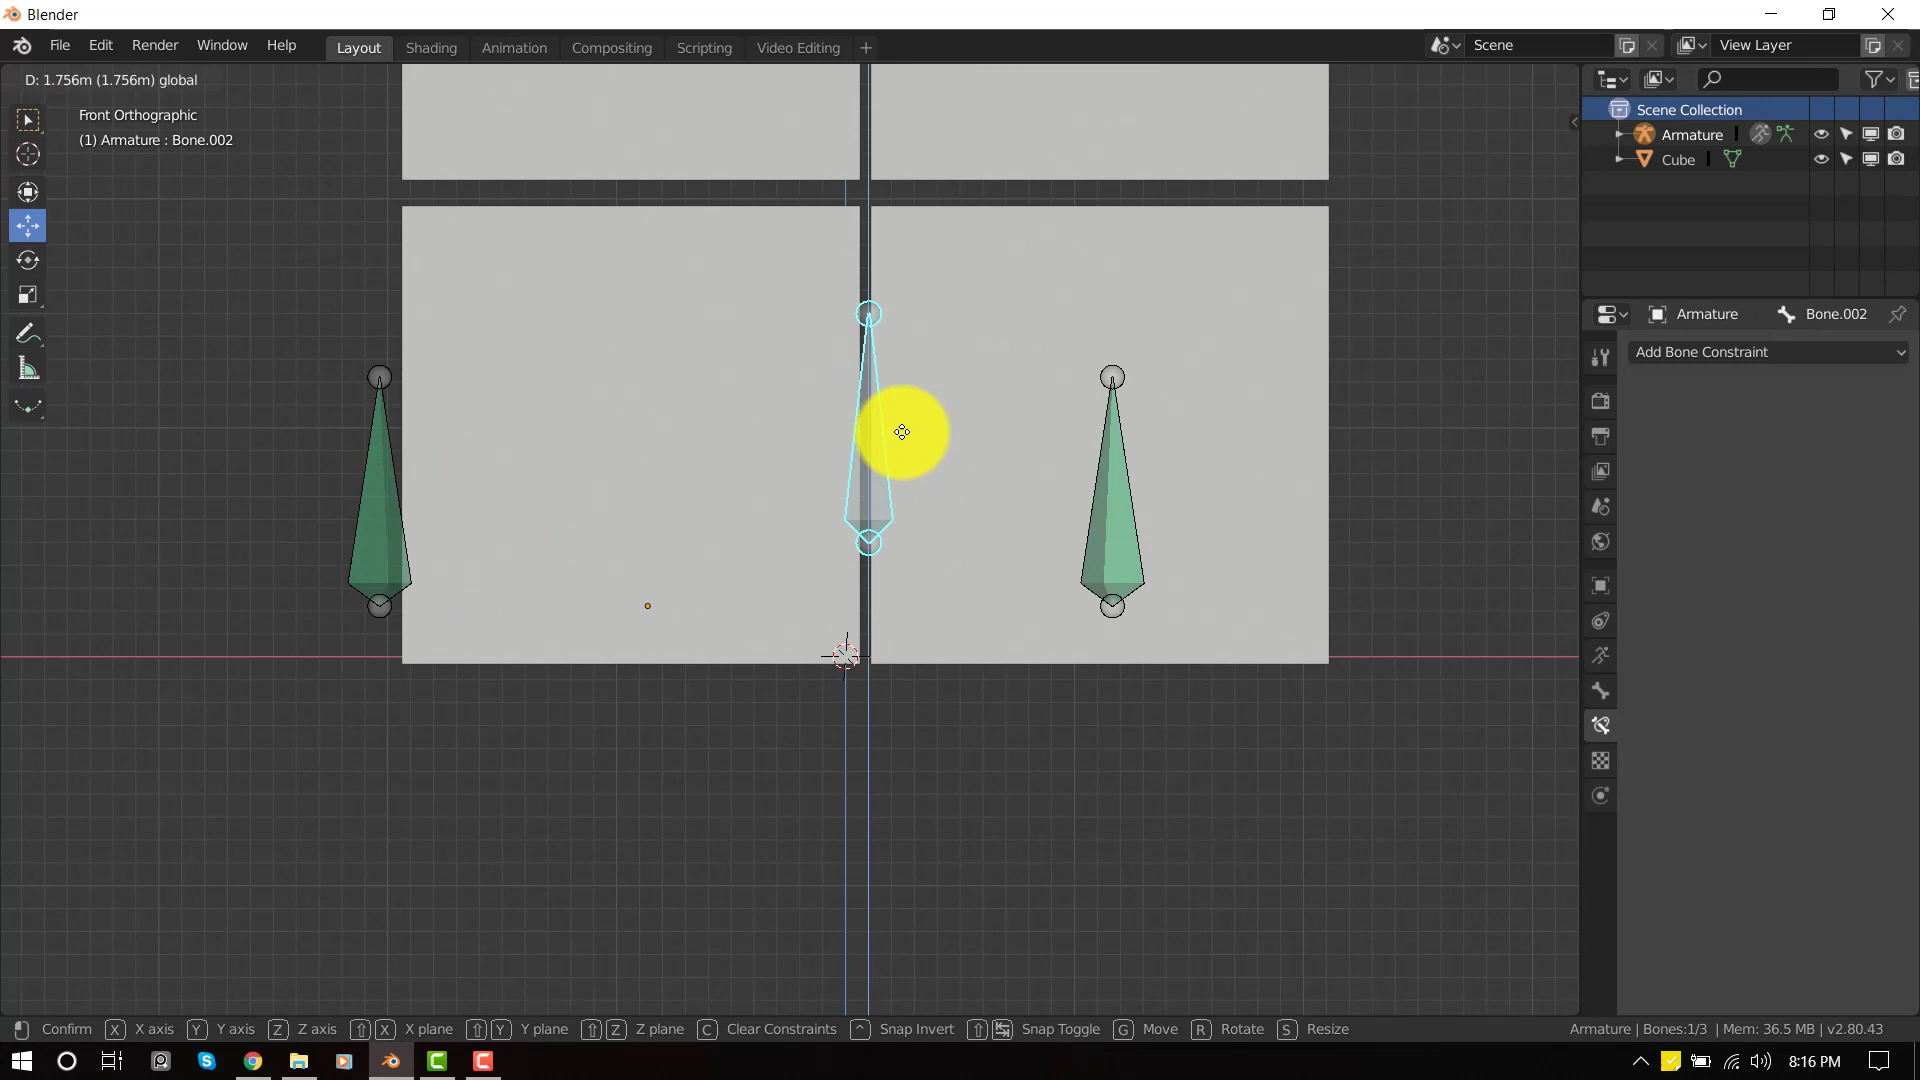 Blender
File Edit Render Window Help Layout Shading Animation Compositing Scripting Video Editing + Scene View Layer
D: 1.756m (1.756m) global
Front Orthographic
(1) Armature : Bone.002
Scene Collection
Armature
Cube
Armature Bone.002
Add Bone Constraint
Confirm X X axis Y Y axis Z Z axis X X plane Y Y plane Z Z plane C Clear Constraints ^ Snap Invert Snap Toggle G Move R Rotate S Resize Armature | Bones:1/3 | Mem: 36.5 MB | v2.80.43
8:16 PM